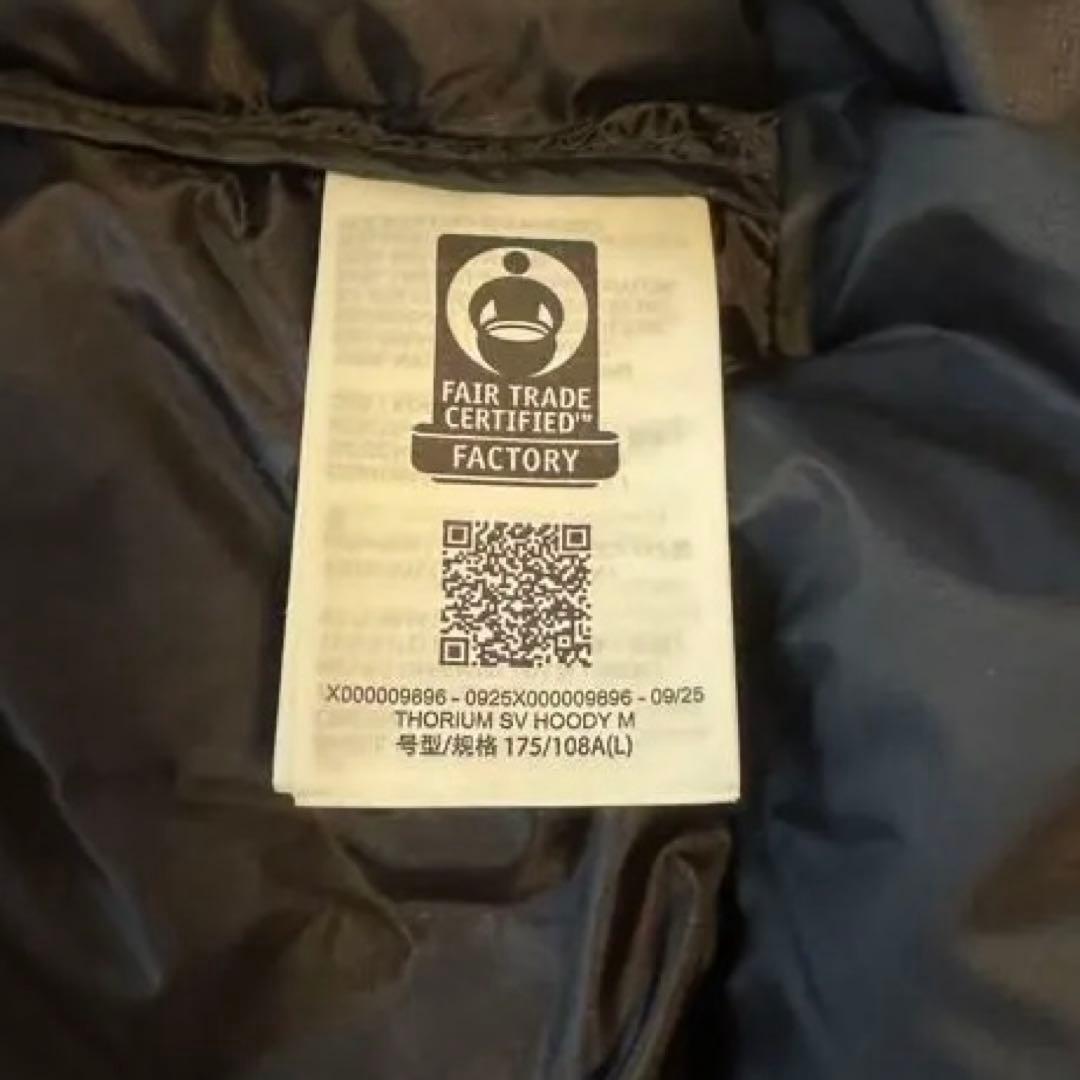 FAIR TRADE
CERTIFIED™
FACTORY
X000009896 - 0925X000009896 - 09/25
THORIUM SV HOODY M
号型/规格 175/108A(L)